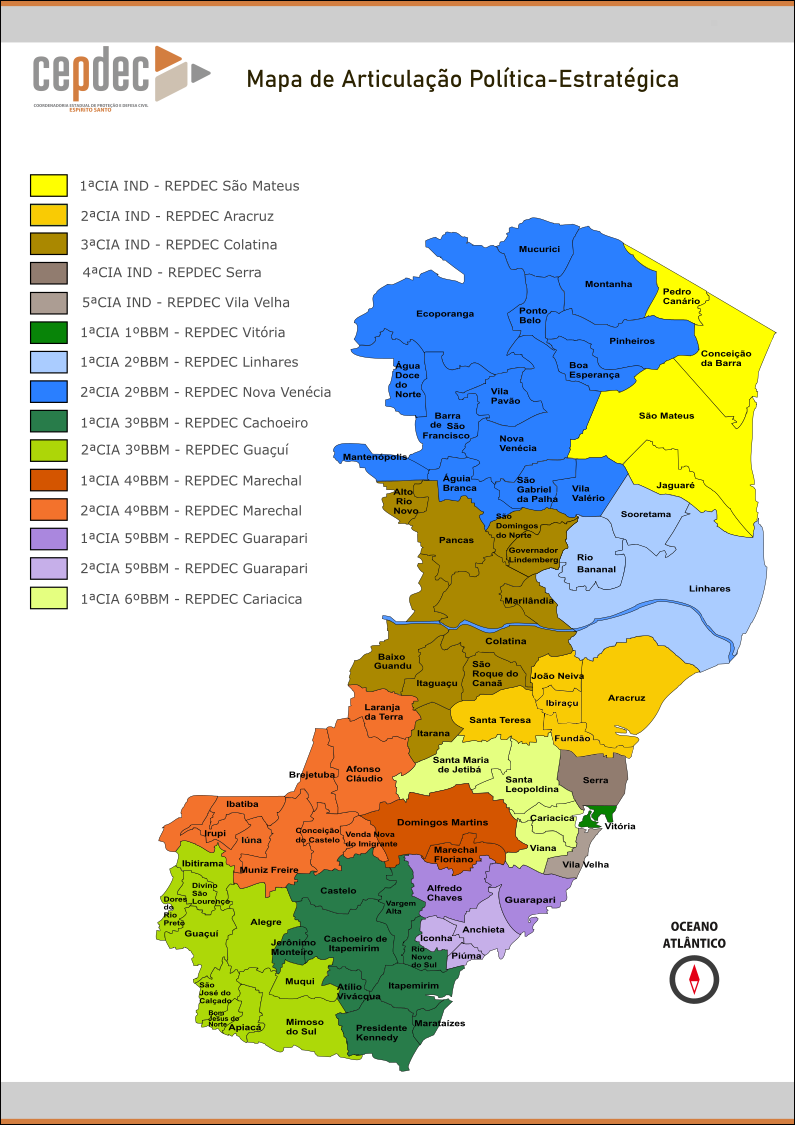 cepdec
COORDENADORIA ESTADUAL DE PROTEÇÃO E DEFESA CIVIL
ESPÍRITO SANTO
Mapa de Articulação Política-Estratégica
1ªCIA IND - REPDEC São Mateus
2ªCIA IND - REPDEC Aracruz
3ªCIA IND - REPDEC Colatina
4ªCIA IND - REPDEC Serra
5ªCIA IND - REPDEC Vila Velha
1ªCIA 1ºBBM - REPDEC Vitória
1ªCIA 2ºBBM - REPDEC Linhares
2ªCIA 2ºBBM - REPDEC Nova Venécia
1ªCIA 3ºBBM - REPDEC Cachoeiro
2ªCIA 3ºBBM - REPDEC Guaçuí
1ªCIA 4ºBBM - REPDEC Marechal
2ªCIA 4ºBBM - REPDEC Marechal
1ªCIA 5ºBBM - REPDEC Guarapari
2ªCIA 5ºBBM - REPDEC Guarapari
1ªCIA 6ºBBM - REPDEC Cariacica
Mucurici
Montanha
Pedro
Canário
Ecoporanga
Ponto
Belo
Pinheiros
Conceição
da Barra
Água
Doce
do
Norte
Boa
Esperança
Vila
Pavão
Barra
de São
Francisco
São Mateus
Nova
Venécia
Mantenópolis
Águia
Branca
São
Gabriel
da Palha
Vila
Valério
Jaguaré
Alto
Rio
Novo
São
Domingos
do Norte
Sooretama
Pancas
Governador
Lindemberg
Rio
Bananal
Linhares
Marilândia
Colatina
Baixo
Guandu
São
Roque do
Canaã
Itaguaçu
João Neiva
Ibiraçu
Aracruz
Laranja
da Terra
Santa Teresa
Itarana
Fundão
Santa Maria
de Jetibá
Brejetuba
Afonso
Cláudio
Santa
Leopoldina
Serra
Ibatiba
Irupi
Iúna
Conceição
do Castelo
Venda Nova
do Imigrante
Domingos Martins
Cariacica
Vitória
Viana
Marechal
Floriano
Vila Velha
Ibitirama
Muniz Freire
Divino
São
Lourenço
Dores
do
Rio
Preto
Castelo
Vargem
Alta
Alfredo
Chaves
Guarapari
Guaçuí
Alegre
Anchieta
Iconha
Jerônimo
Monteiro
Cachoeiro de
Itapemirim
Rio
Novo
do Sul
Piúma
OCEANO
ATLÂNTICO
São
José do
Calçado
Muqui
Atílio
Vivácqua
Itapemirim
Bom
Jesus do
Norte
Apiacá
Mimoso
do Sul
Presidente
Kennedy
Marataízes